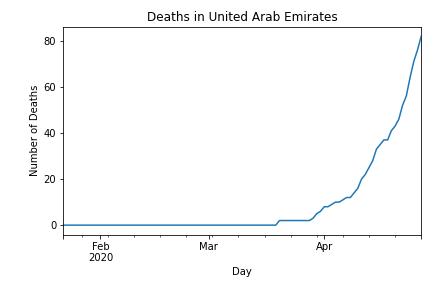 Deaths in United Arab Emirates
80
60
40
20
0
Number of Deaths
Feb
2020
Mar
Apr
Day